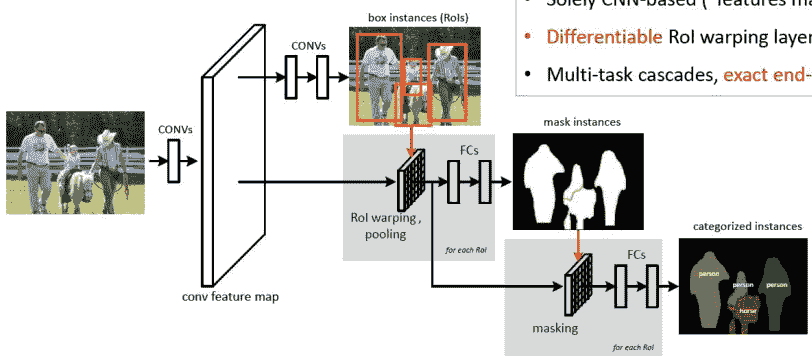 box instances (RoIs)
CONVs
CONVs
conv feature map
RoI warping,
pooling
FCs
for each RoI
mask instances
masking
FCs
for each RoI
categorized instances
person
person
person
horse
• Solely CNN-based ("features
• Differentiable RoI warping layer
• Multi-task cascades, exact end-